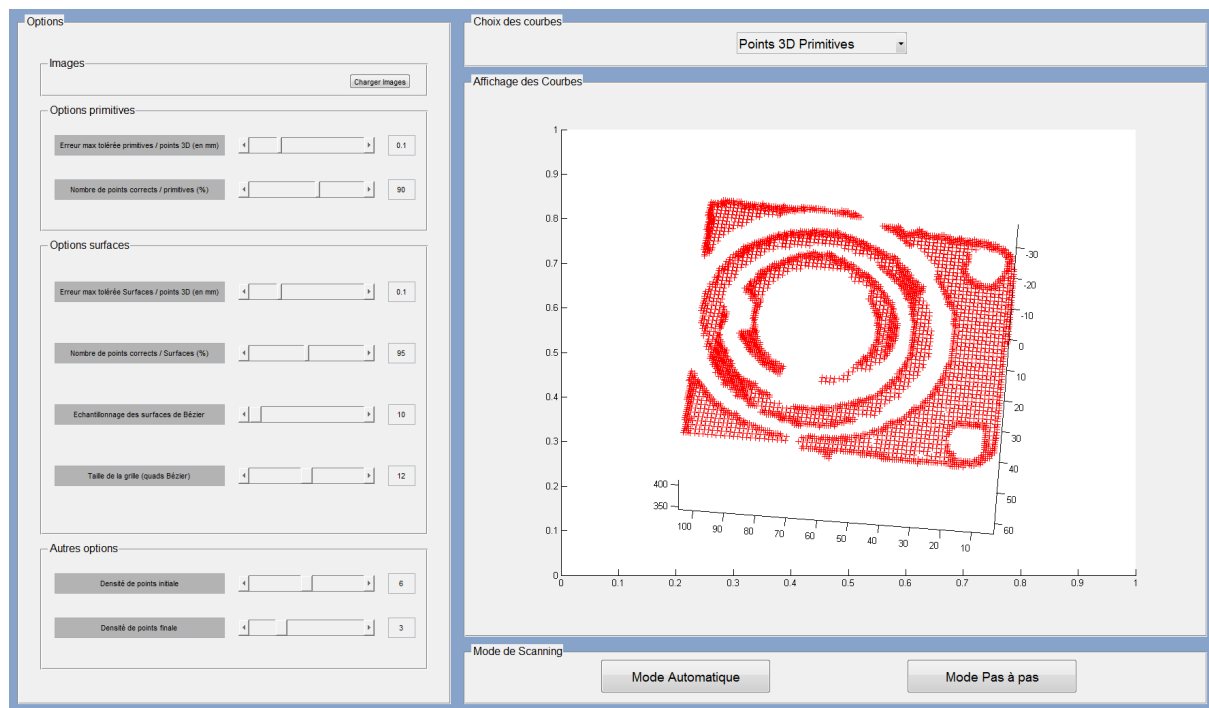 Options
Images
Charger Images
Options primitives
Erreur max tolérée primitives / points 3D (en mm)
0.1
Nombre de points corrects / primitives (%)
90
Options surfaces
Erreur max tolérée Surfaces / points 3D (en mm)
0.1
Nombre de points corrects / Surfaces (%)
95
Echantillonnage des surfaces de Bézier
10
Taille de la grille (quads Bézier)
12
Autres options
Densité de points initiale
6
Densité de points finale
3
Choix des courbes
Points 3D Primitives
Affichage des Courbes
1
0.9
0.8
0.7
0.6
0.5
0.4
0.3
0.2
0.1
0
0 0.1 0.2 0.3 0.4 0.5 0.6 0.7 0.8 0.9 1
-30
-20
-10
0
10
20
30
40
50
60
400
350
100 90 80 70 60 50 40 30 20 10
Mode de Scanning
Mode Automatique
Mode Pas à pas